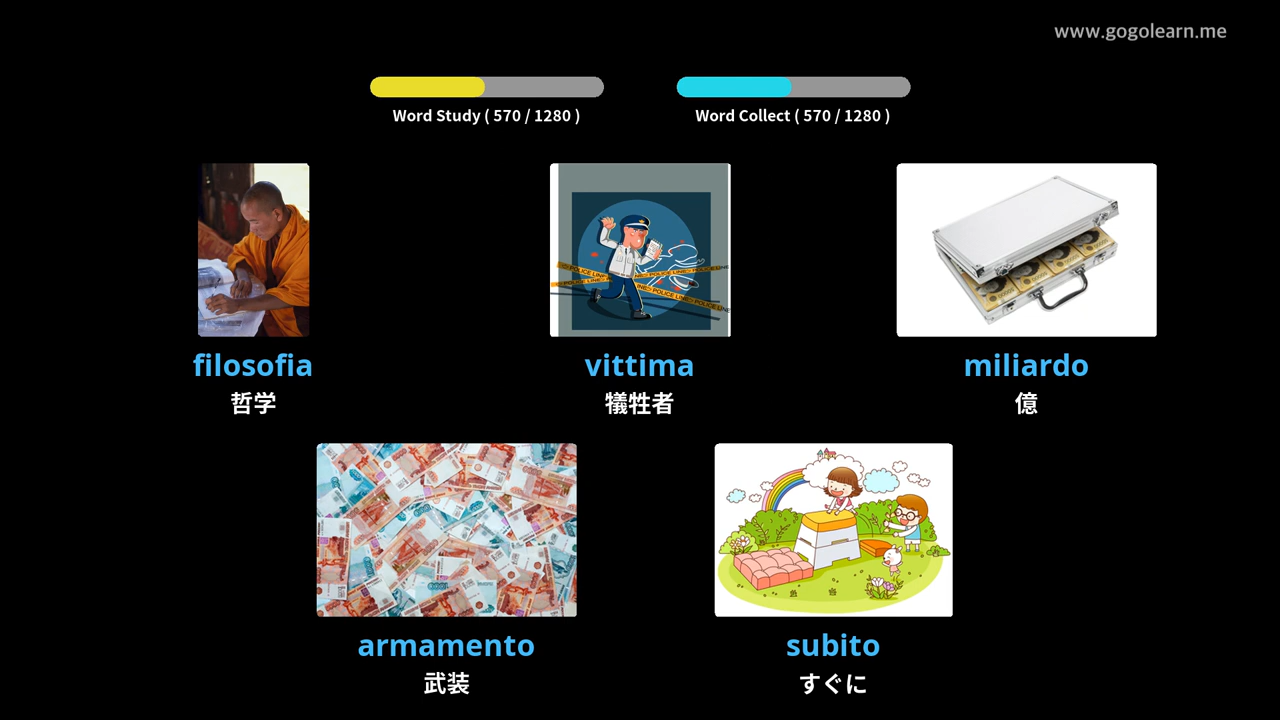 www.gogolearn.me
Word Study ( 570 / 1280 )
Word Collect ( 570 / 1280 )
filosofia
哲学
vittima
犠牲者
miliardo
億
armamento
武装
subito
すぐに